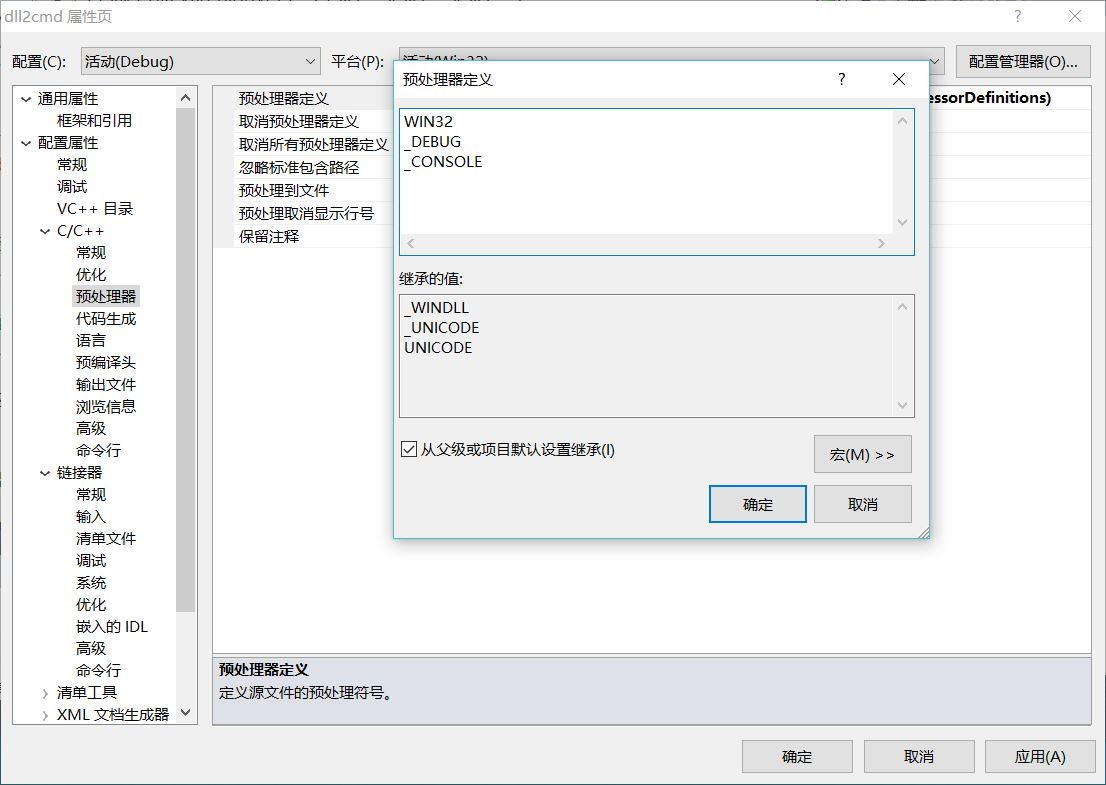 dll2cmd 属性页
配置(C):
活动(Debug)
平台(P):
配置管理器(O)...
通用属性
框架和引用
配置属性
常规
调试
VC++ 目录
C/C++
常规
优化
预处理器
代码生成
语言
预编译头
输出文件
浏览信息
高级
命令行
链接器
常规
输入
清单文件
调试
系统
优化
嵌入的 IDL
高级
命令行
清单工具
XML 文档生成器
预处理器定义
取消预处理器定义
取消所有预处理器定义
忽略标准包含路径
预处理到文件
预处理取消显示行号
保留注释
essorDefinitions)
预处理器定义
WIN32
_DEBUG
_CONSOLE
继承的值:
_WINDLL
_UNICODE
UNICODE
从父级或项目默认设置继承(I)
宏(M) >>
确定
取消
预处理器定义
定义源文件的预处理符号。
确定
取消
应用(A)